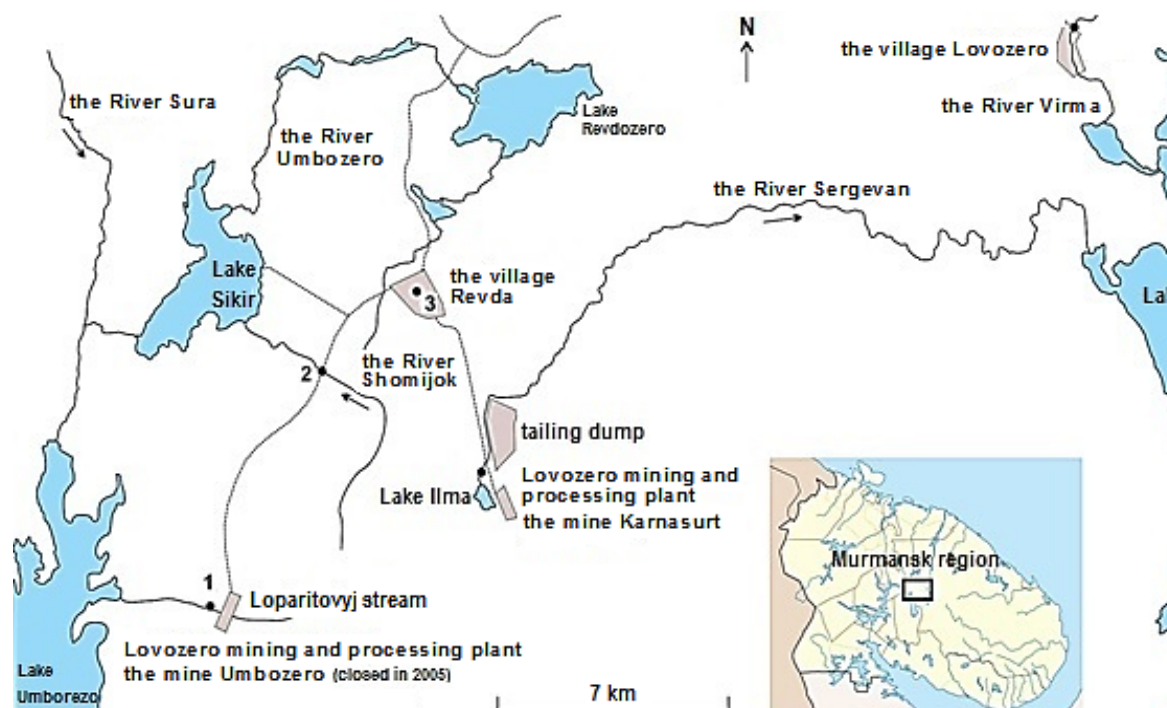 N
the village Lovozero
the River Sura
the River Virma
Lake
Revdozero
the River
Umbozero
the River Sergevan
Lake
Sikir
the village
Revda
3
La
the River
Shomijok
2
tailing dump
Lovozero mining and
processing plant
Lake Ilma
the mine Karnasurt
Murmansk region
1
Loparitovyj stream
Lovozero mining and processing plant
the mine Umbozero (closed in 2005)
Lake
Umborezo
7 km